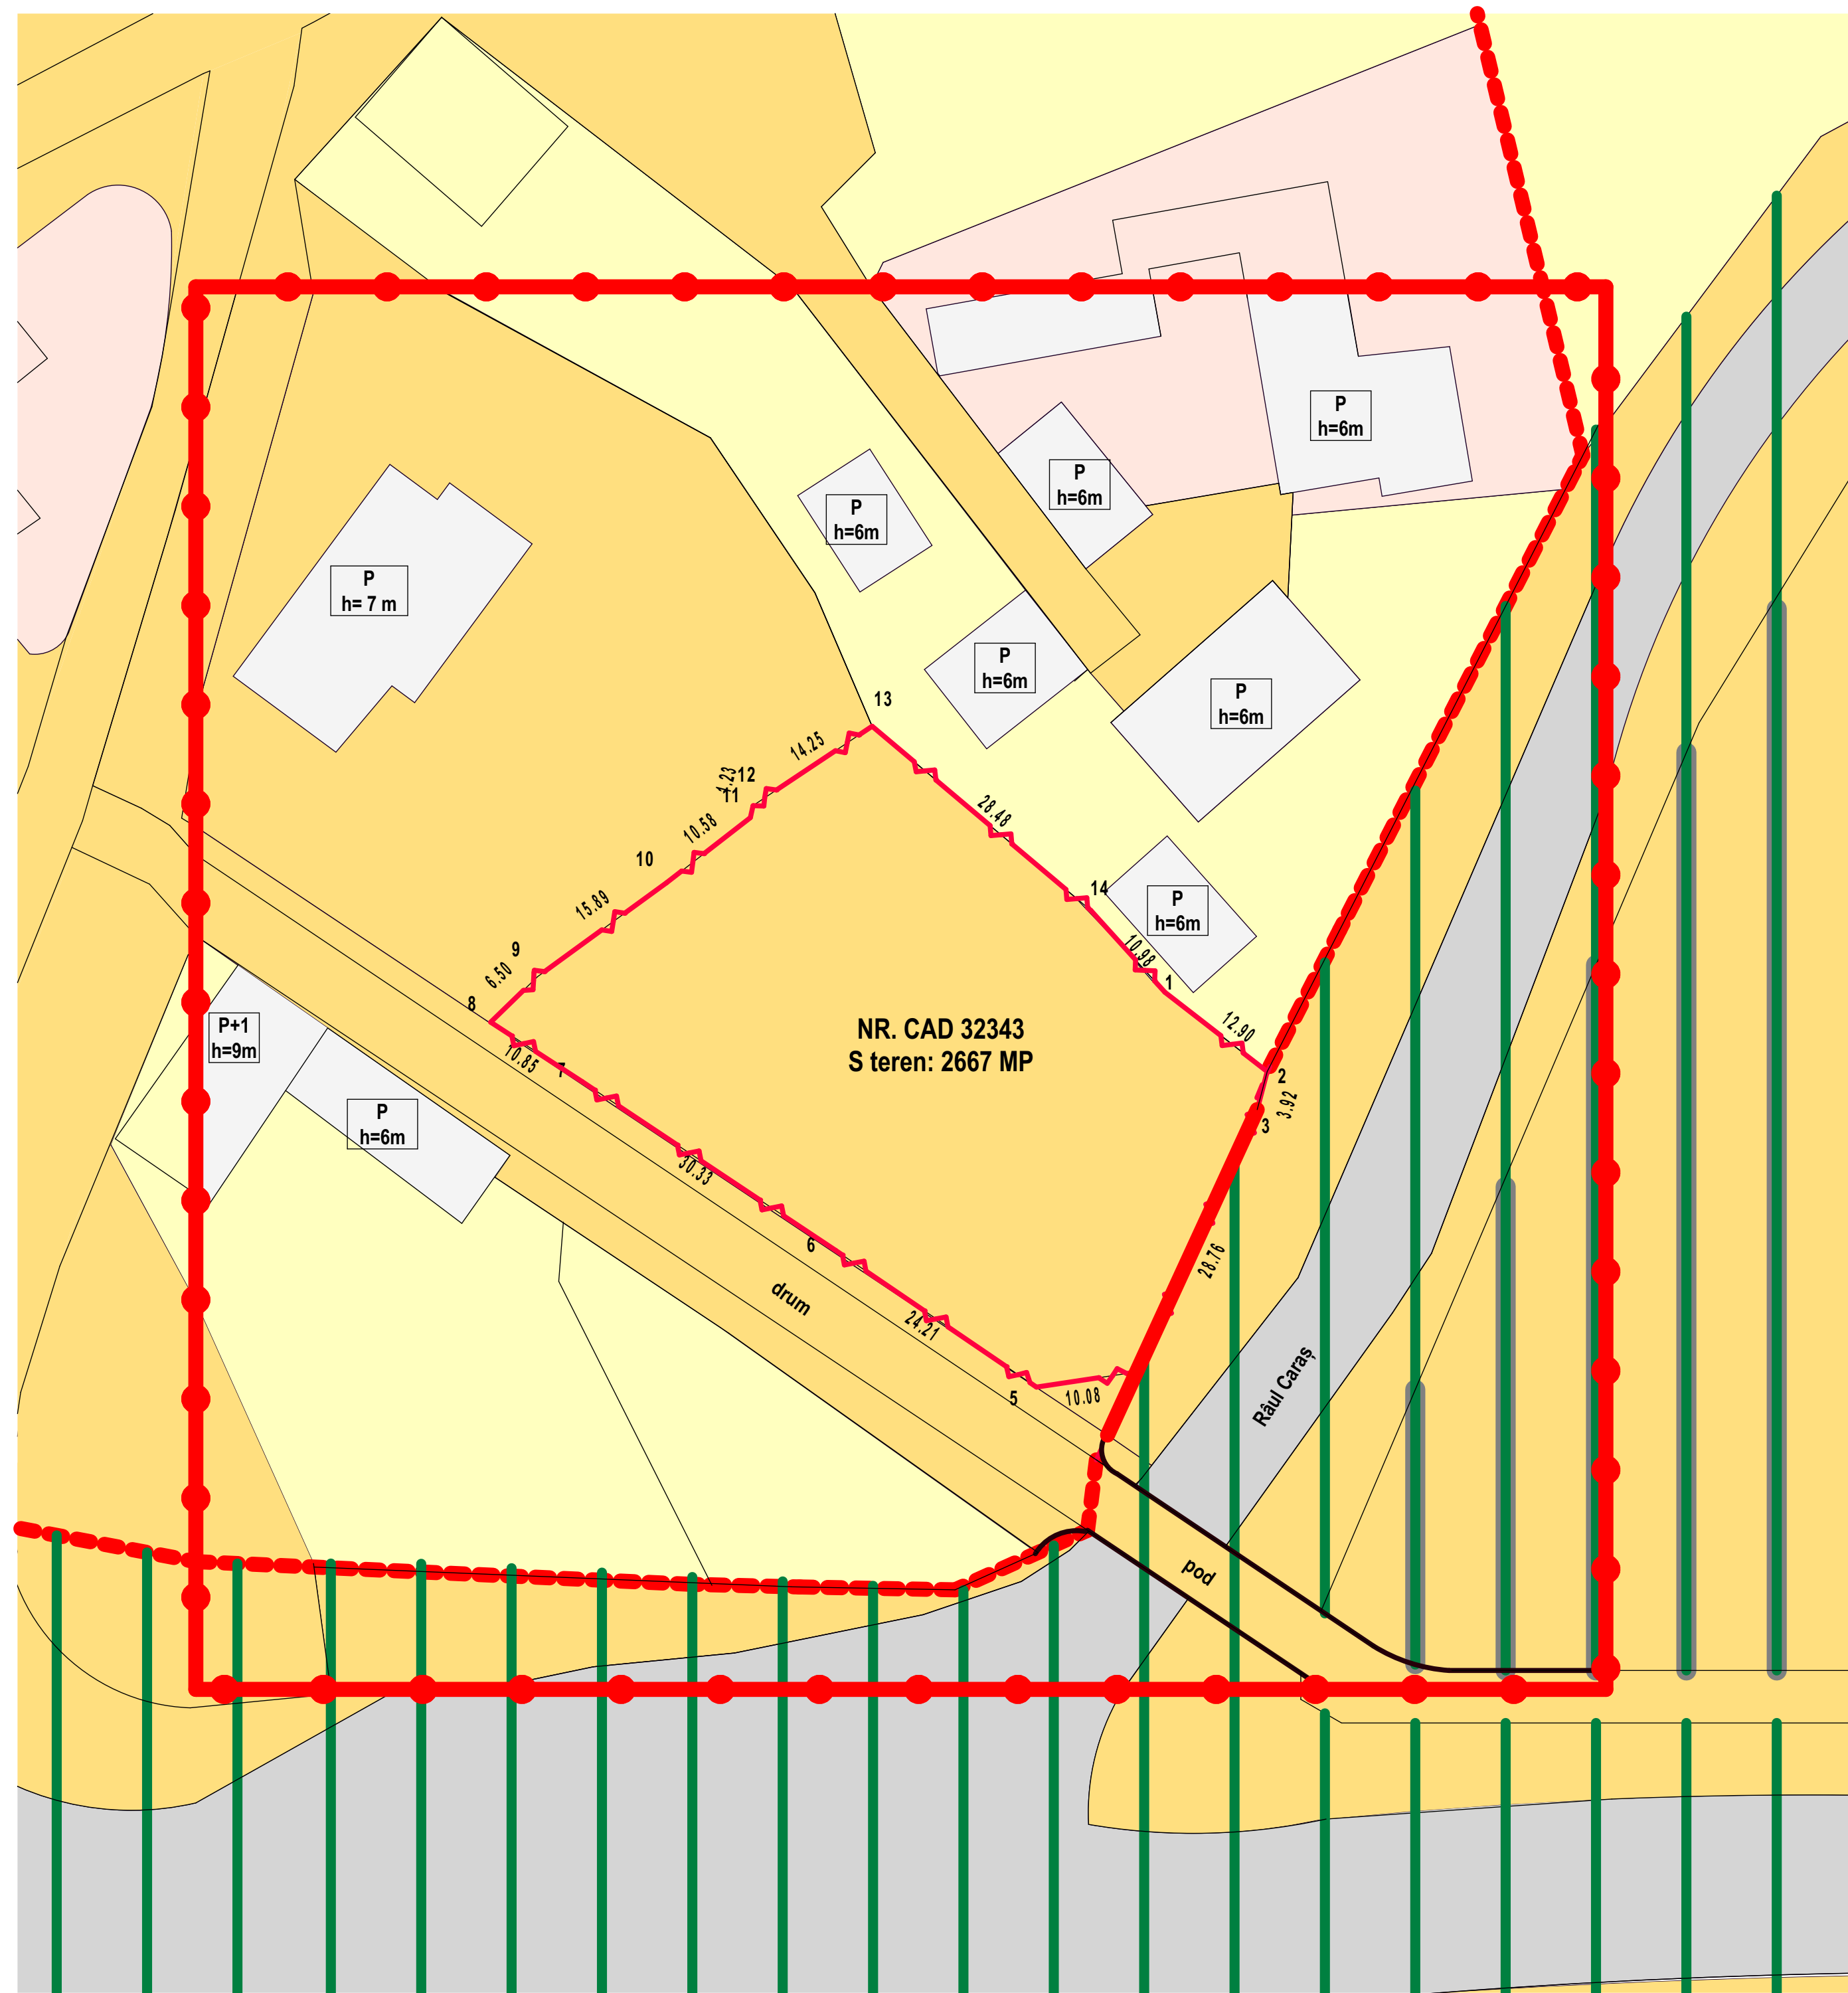 P
h=6m
P
h=6m
P
h=6m
P
h= 7 m
P
h=6m
P
h=6m
13
14.25
12
4.23
11
28.48
10.58
10
14
P
h=6m
15.89
9
6.50
10.98
1
8
12.90
NR. CAD 32343
S teren: 2667 MP
P+1
h=9m
10.85
7
2
3.92
3
P
h=6m
30.33
6
28.76
drum
24.21
5
10.08
Râul Caraș
pod